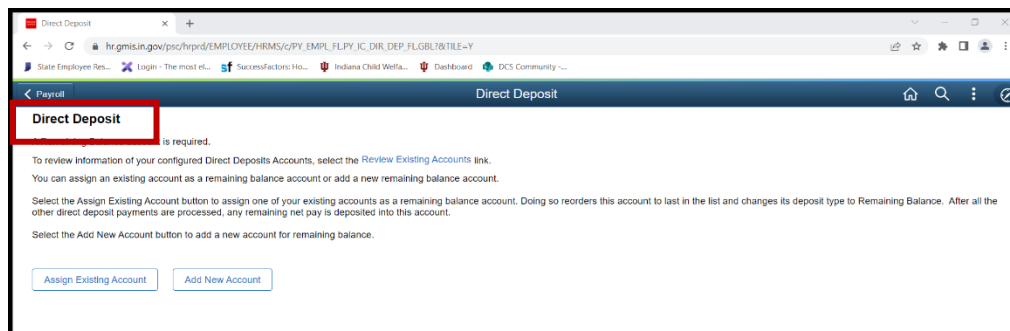 Direct Deposit
hr.gmis.in.gov/psc/hrprd/EMPLOYEE/HRMS/c/PY_EMPL_FL.PY_IC_DIR_DEP_FL.GBL?&TILE=Y
State Employee Res... Login - The most el... SuccessFactors: Ho... Indiana Child Welfa... Dashboard DCS Community -...
Payroll Direct Deposit
Direct Deposit
is required.
To review information of your configured Direct Deposits Accounts, select the Review Existing Accounts link.
You can assign an existing account as a remaining balance account or add a new remaining balance account.
Select the Assign Existing Account button to assign one of your existing accounts as a remaining balance account. Doing so reorders this account to last in the list and changes its deposit type to Remaining Balance. After all the
other direct deposit payments are processed, any remaining net pay is deposited into this account.
Select the Add New Account button to add a new account for remaining balance.
Assign Existing Account Add New Account